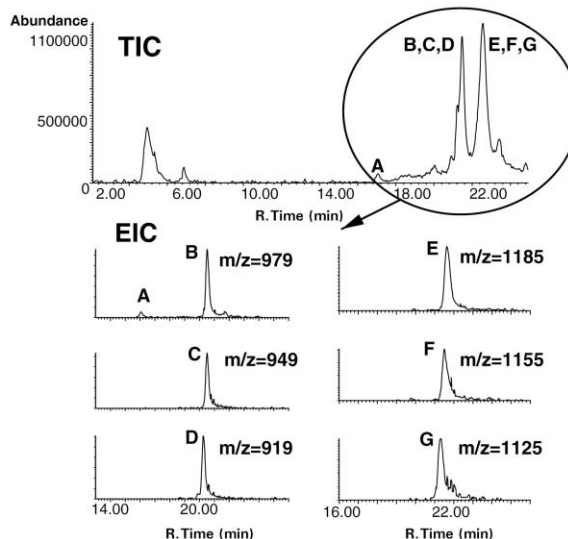 Abundance
1100000
TIC
B,C,D E,F,G
500000
A
0 2.00 6.00 10.00 14.00 18.00 22.00
R.Time (min)
EIC
B m/z=979 E m/z=1185
A
C m/z=949 F m/z=1155
D m/z=919 G m/z=1125
14.00 20.00 16.00 22.00
R.Time (min) R.Time (min)